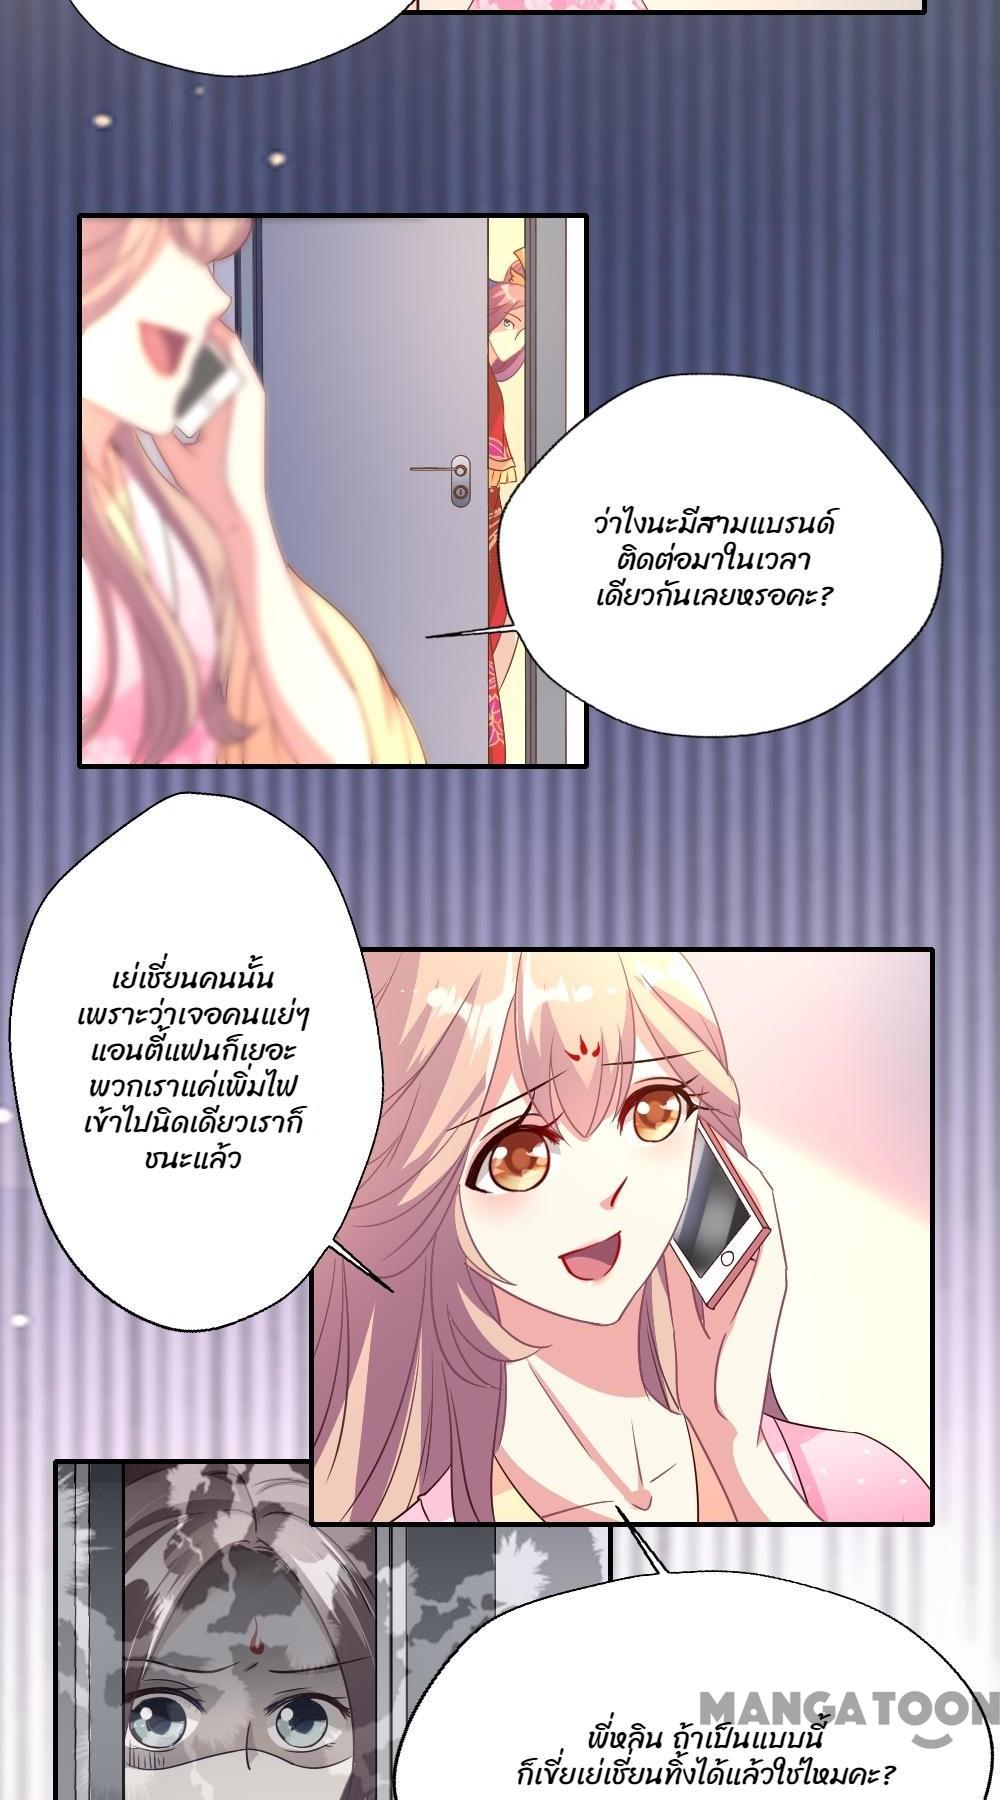 ว่าไงนะมีสามแบรนด์
ติดต่อมาในเวลา
เดียวกันเลยหรอคะ?
เย่เชี่ยนคนนั้น
เพราะว่าเจอคนแย่ๆ
แอนตี้แฟนก็เยอะ
พวกเราแค่เพิ่มไฟ
เข้าไปนิดเดียวเราก็
ชนะแล้ว
MANGATOON
พี่หลิน ถ้าเป็นแบบนี้
ก็เขี่ยเย่เชี่ยนทิ้งได้แล้วใช่ไหมคะ?